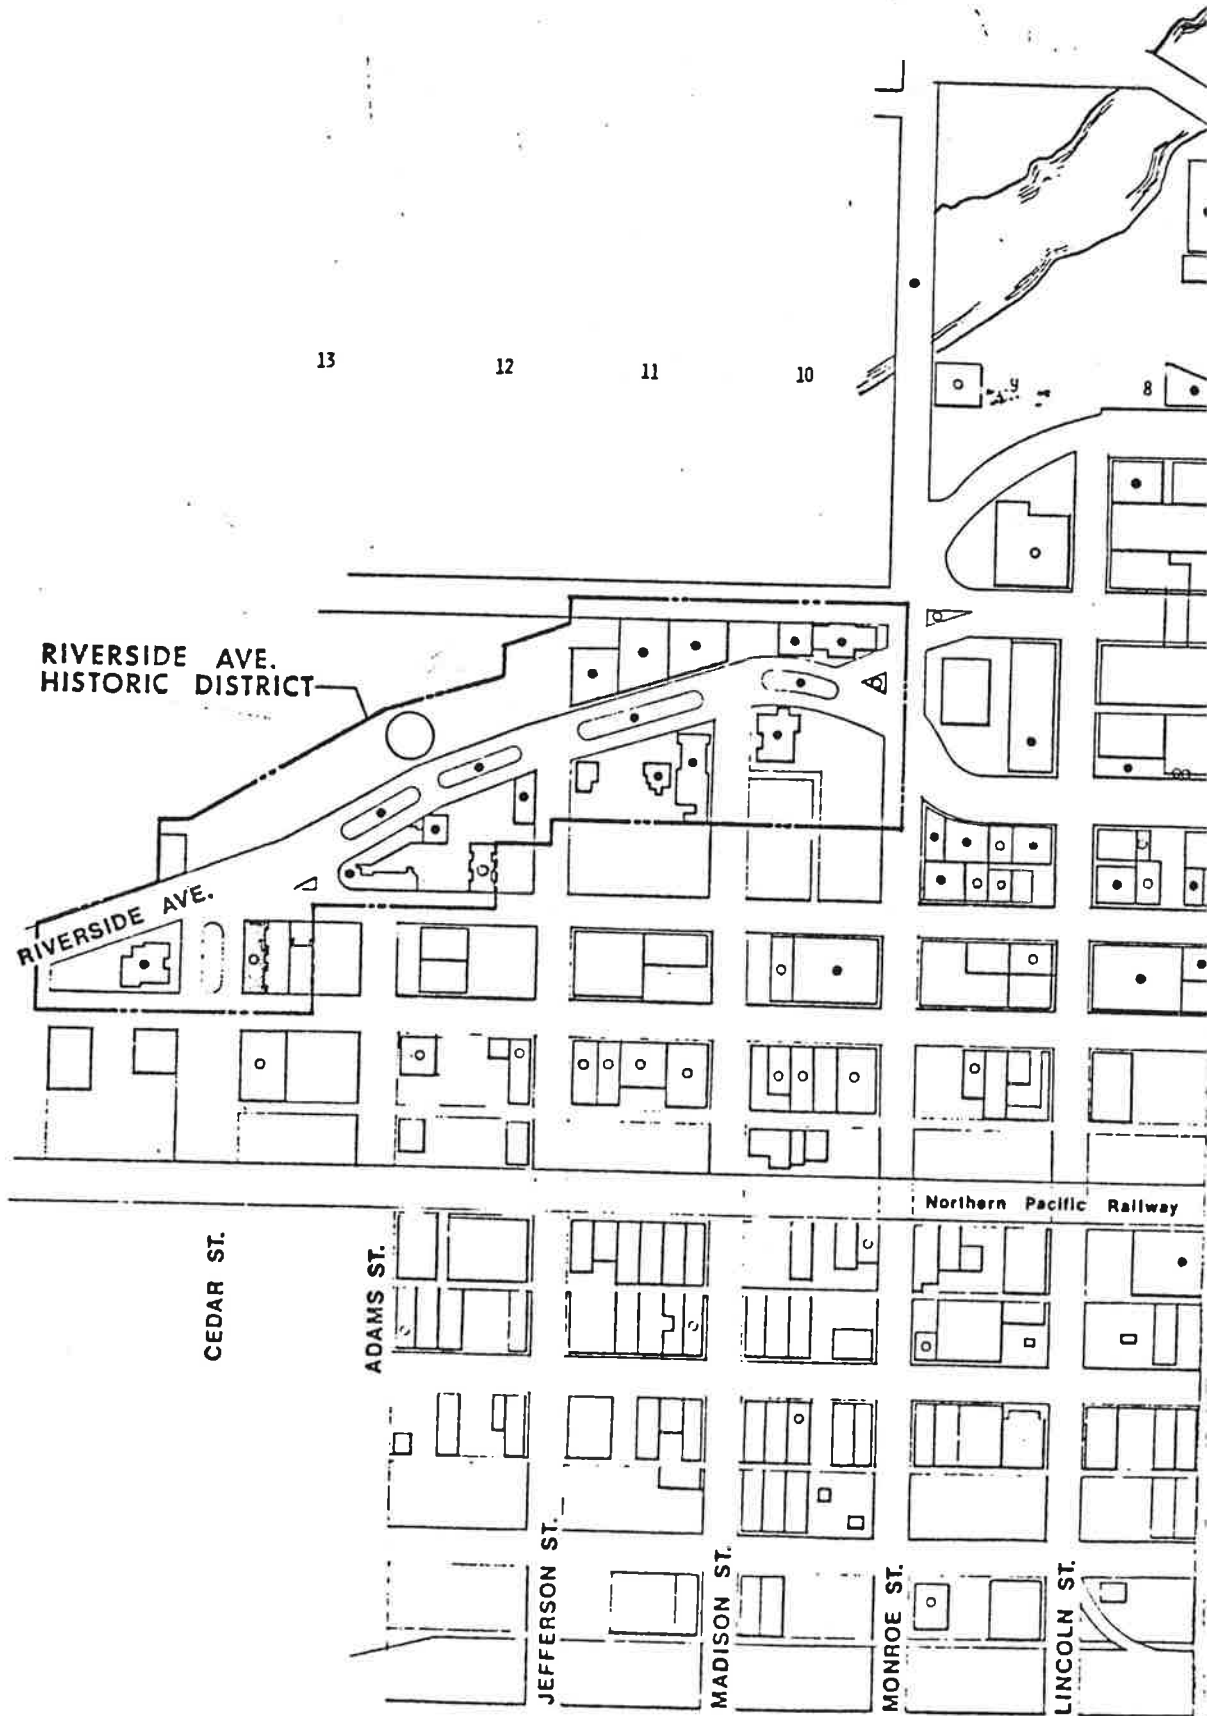 13
12
11
10
8
RIVERSIDE AVE.
HISTORIC DISTRICT
RIVERSIDE AVE.
Northern Pacific Railway
CEDAR ST.
ADAMS ST.
JEFFERSON ST.
MADISON ST.
MONROE ST.
LINCOLN ST.